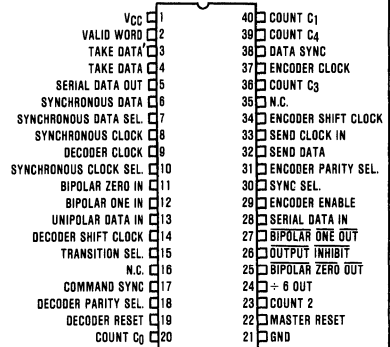 VCC 1 40 COUNT C1
VALID WORD 2 39 COUNT C4
TAKE DATA' 3 38 DATA SYNC
TAKE DATA 4 37 ENCODER CLOCK
SERIAL DATA OUT 5 36 COUNT C3
SYNCHRONOUS DATA 6 35 N.C.
SYNCHRONOUS DATA SEL. 7 34 ENCODER SHIFT CLOCK
SYNCHRONOUS CLOCK 8 33 SEND CLOCK IN
DECODER CLOCK 9 32 SEND DATA
SYNCHRONOUS CLOCK SEL. 10 31 ENCODER PARITY SEL.
BIPOLAR ZERO IN 11 30 SYNC SEL.
BIPOLAR ONE IN 12 29 ENCODER ENABLE
UNIPOLAR DATA IN 13 28 SERIAL DATA IN
DECODER SHIFT CLOCK 14 27 BIPOLAR ONE OUT
TRANSITION SEL. 15 26 OUTPUT INHIBIT
N.C. 16 25 BIPOLAR ZERO OUT
COMMAND SYNC 17 24 ÷ 6 OUT
DECODER PARITY SEL. 18 23 COUNT 2
DECODER RESET 19 22 MASTER RESET
COUNT C0 20 21 GND